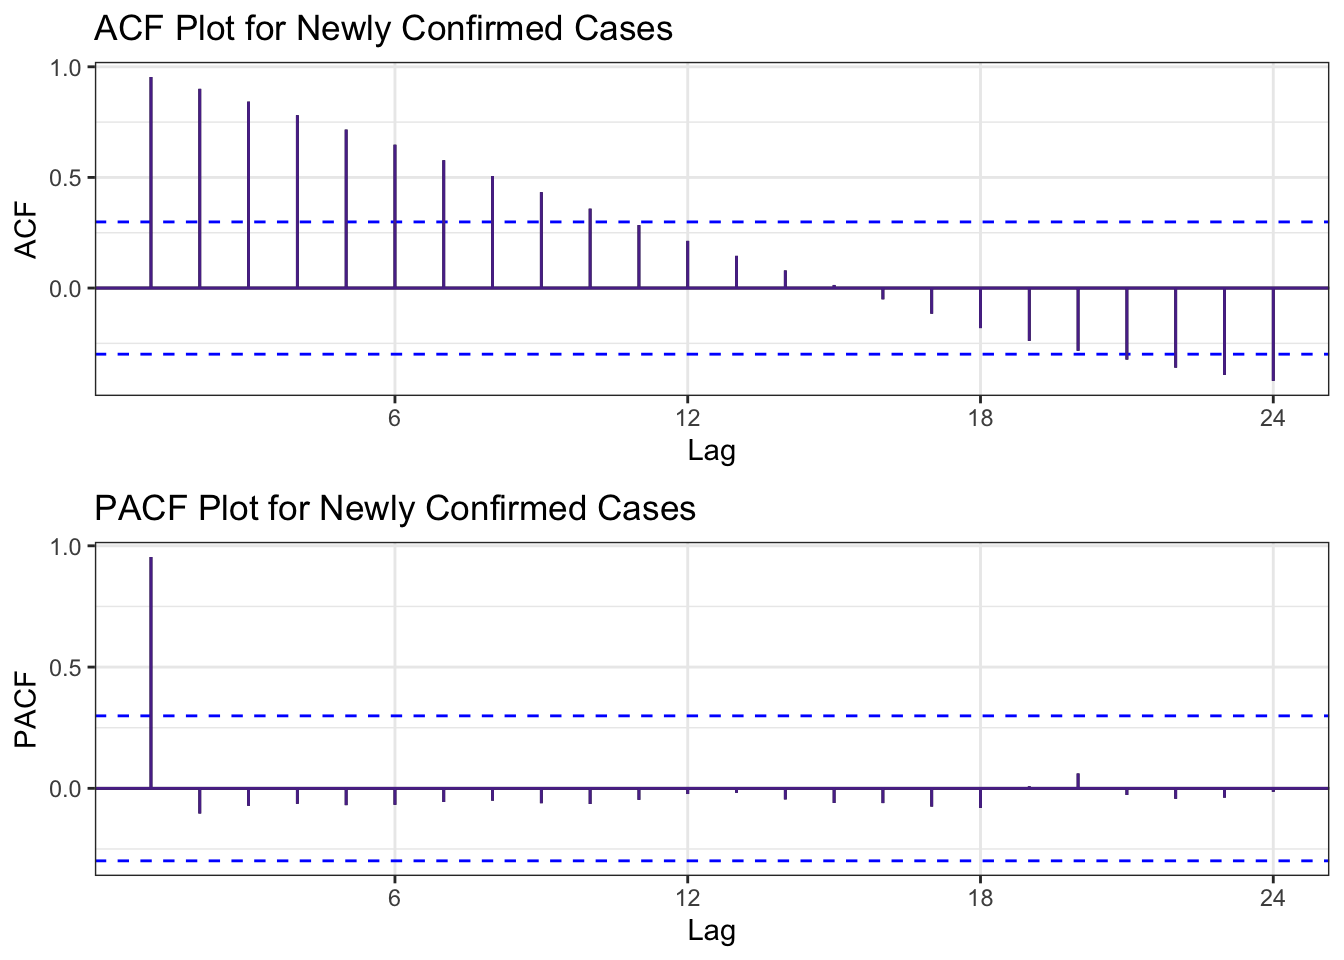 ACF Plot for Newly Confirmed Cases
1.0
0.5
0.0
ACF
6 12 18 24
Lag
PACF Plot for Newly Confirmed Cases
1.0
0.5
0.0
PACF
6 12 18 24
Lag